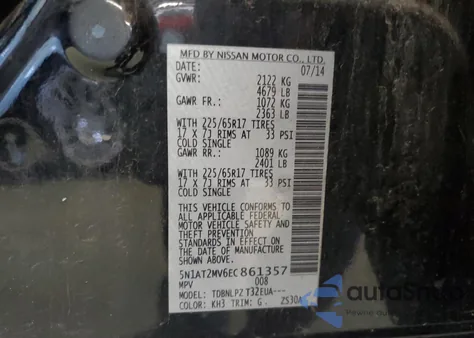 MFD BY NISSAN MOTOR CO., LTD.
DATE: 07/14
GVWR: 2122 KG
4679 LB
GAWR FR.: 1072 KG
2363 LB
WITH 225/65R17 TIRES
17 X 7J RIMS AT 33 PSI
COLD SINGLE
GAWR RR.: 1089 KG
2401 LB
WITH 225/65R17 TIRES
17 X 7J RIMS AT 33 PSI
COLD SINGLE
THIS VEHICLE CONFORMS TO
ALL APPLICABLE FEDERAL
MOTOR VEHICLE SAFETY AND
THEFT PREVENTION
STANDARDS IN EFFECT ON THE
DATE OF MANUFACTURE
SHOWN ABOVE.
5N1AT2MV6EC861357
MPV 008
MODEL: TDBNLPZ T32EUA---
COLOR: KH3 TRIM: G ZS30A
autoShip